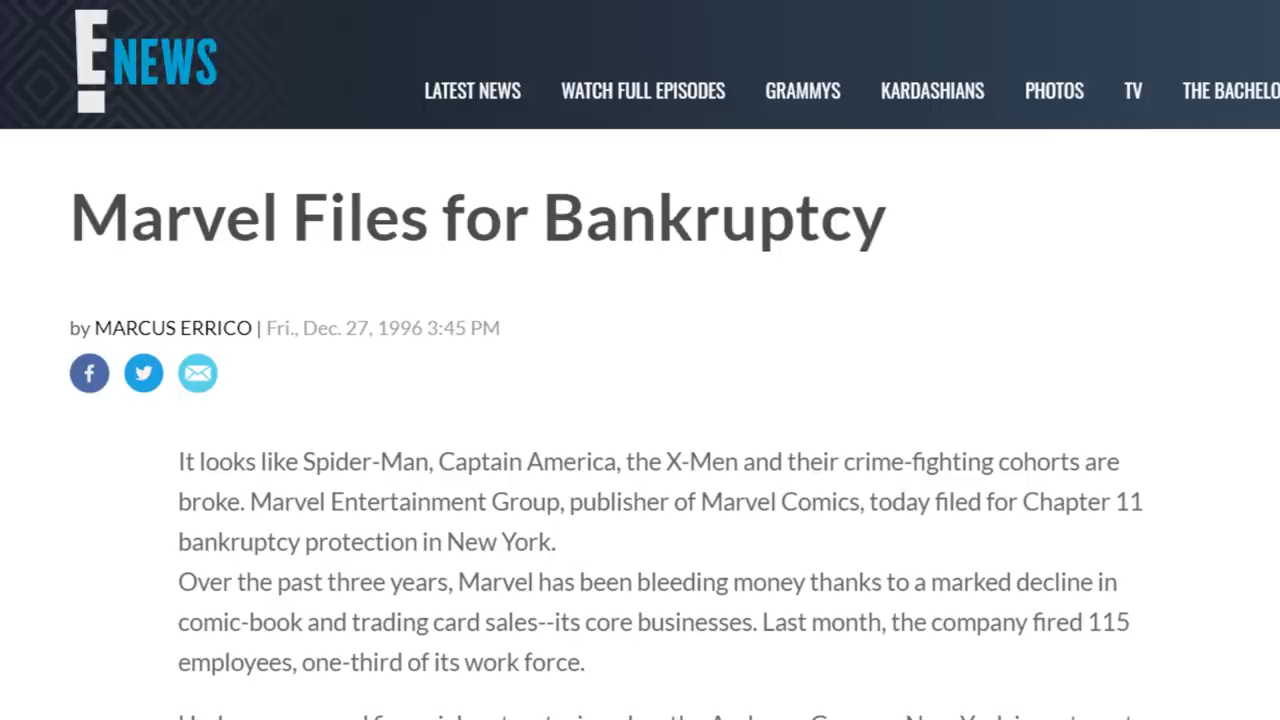 E! NEWS
LATEST NEWS WATCH FULL EPISODES GRAMMYS KARDASHIANS PHOTOS TV THE BACHELO
Marvel Files for Bankruptcy
by MARCUS ERRICO | Fri., Dec. 27, 1996 3:45 PM
It looks like Spider-Man, Captain America, the X-Men and their crime-fighting cohorts are
broke. Marvel Entertainment Group, publisher of Marvel Comics, today filed for Chapter 11
bankruptcy protection in New York.
Over the past three years, Marvel has been bleeding money thanks to a marked decline in
comic-book and trading card sales--its core businesses. Last month, the company fired 115
employees, one-third of its work force.